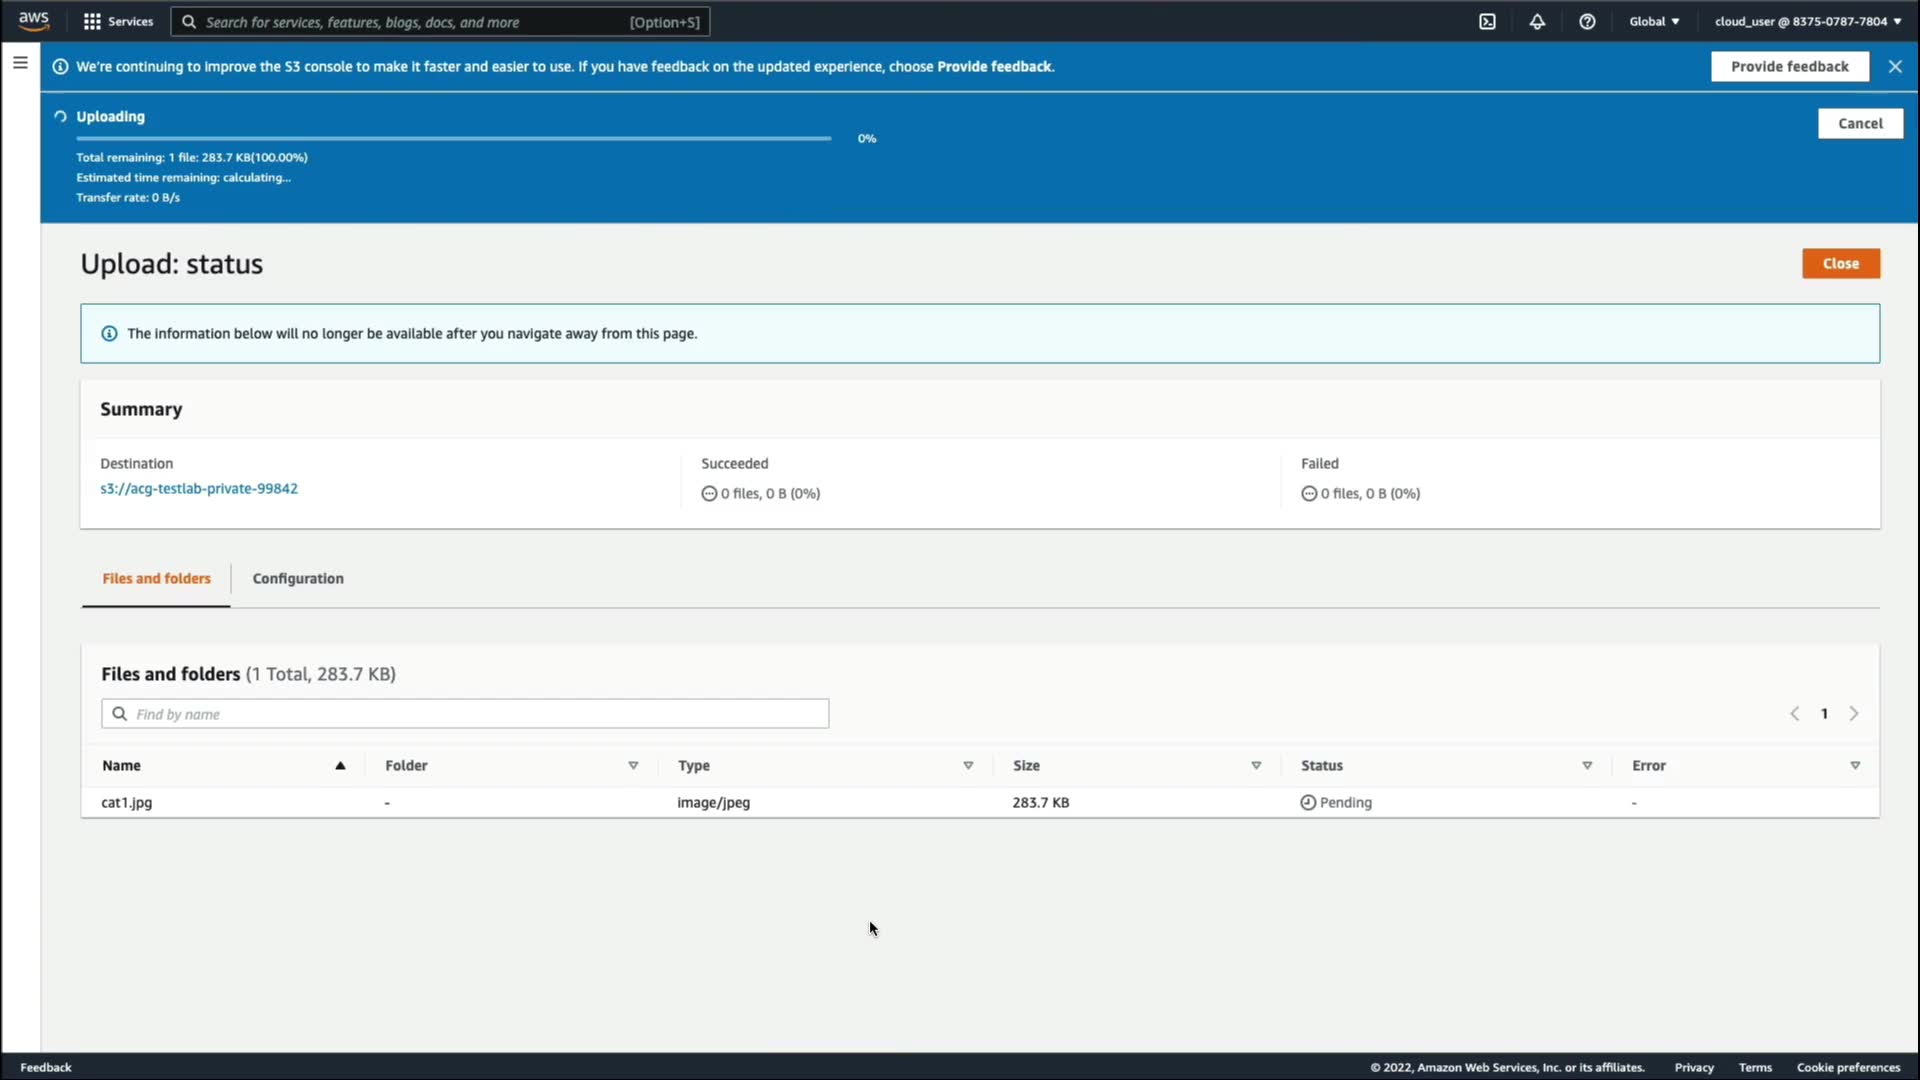 aws
Services
Search for services, features, blogs, docs, and more
[Option+S]
Global
cloud_user @ 8375-0787-7804
We're continuing to improve the S3 console to make it faster and easier to use. If you have feedback on the updated experience, choose Provide feedback.
Provide feedback
Uploading
0%
Cancel
Total remaining: 1 file: 283.7 KB(100.00%)
Estimated time remaining: calculating...
Transfer rate: 0 B/s
Upload: status
Close
The information below will no longer be available after you navigate away from this page.
Summary
Destination
s3://acg-testlab-private-99842
Succeeded
0 files, 0 B (0%)
Failed
0 files, 0 B (0%)
Files and folders
Configuration
Files and folders (1 Total, 283.7 KB)
Find by name
1
Name
Folder
Type
Size
Status
Error
cat1.jpg
-
image/jpeg
283.7 KB
Pending
-
Feedback
© 2022, Amazon Web Services, Inc. or its affiliates.
Privacy
Terms
Cookie preferences